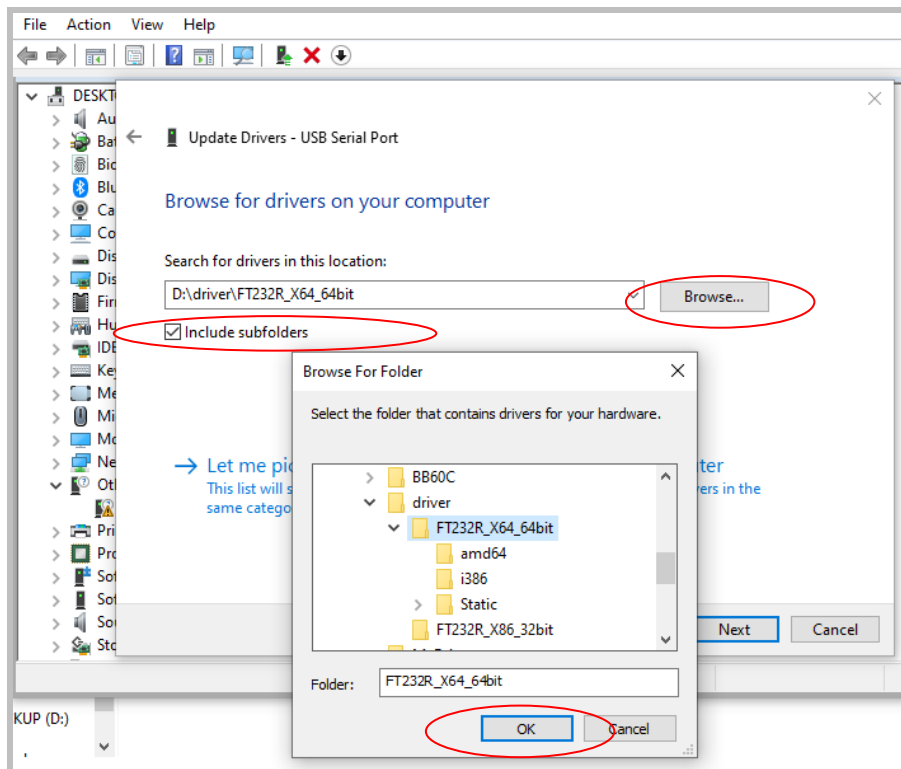 File Action View Help
DESKT
Au
Bat
Bio
Blu
Ca
Co
Dis
Dis
Fir
Hu
IDE
Key
Me
Mi
Mo
Ne
Oth
Pri
Pro
Sof
Sof
Sou
Sto
Update Drivers - USB Serial Port
Browse for drivers on your computer
Search for drivers in this location:
D:\driver\FT232R_X64_64bit
Browse...
Include subfolders
Let me pic
ter
This list will s
vers in the
same catego
Next
Cancel
Browse For Folder
Select the folder that contains drivers for your hardware.
BB60C
driver
FT232R_X64_64bit
amd64
i386
Static
FT232R_X86_32bit
Folder:
FT232R_X64_64bit
OK
Cancel
KUP (D:)